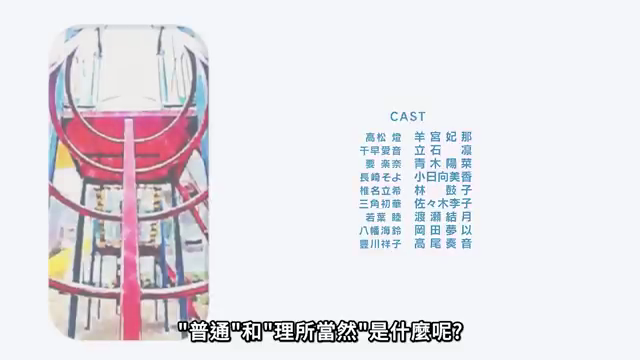 CAST
高松 燈 羊宮妃那
千早愛音 立石 凛
要 楽奈 青木陽菜
長崎そよ 小日向美香
椎名立希 林 鼓子
三角初華 佐々木李子
若葉 睦 渡瀬結月
八幡海鈴 岡田夢以
豊川祥子 高尾奏音
"普通"和"理所當然"是什麼呢?